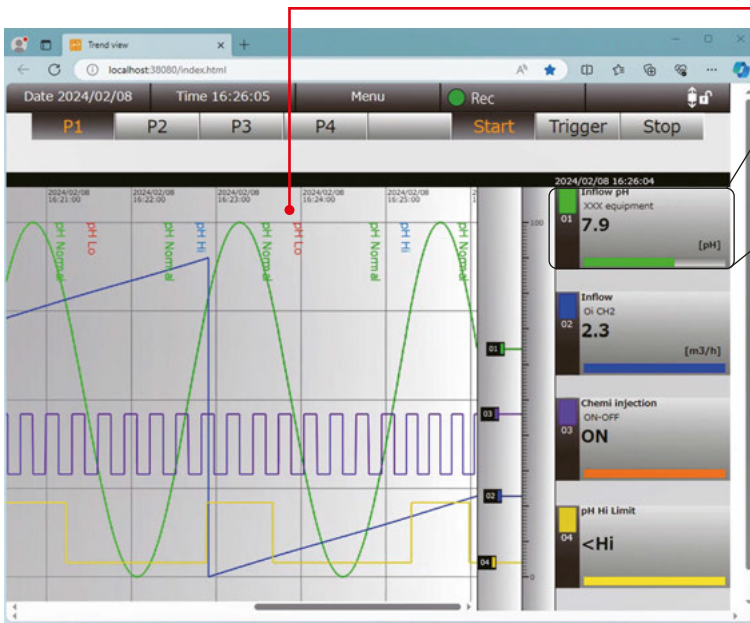 Trend view
localhost:38080/index.html
Date 2024/02/08 Time 16:26:05 Menu Rec
P1 P2 P3 P4 Start Trigger Stop
2024/02/08 16:26:04
2024/02/08 2024/02/08 2024/02/08 2024/02/08 2024/02/08 2
16:21:00 16:22:00 16:23:00 16:24:00 16:25:00 1
pH Normal
pH Lo
pH Normal
pH Hi
pH Normal
pH Lo
pH Normal
pH Hi
pH Normal
100
0
01
03
02
04
Inflow pH
XXX equipment
01
7.9
[pH]
Inflow
Oi CH2
02
2.3
[m3/h]
Chemi injection
ON-OFF
03
ON
pH Hi Limit
04
<Hi